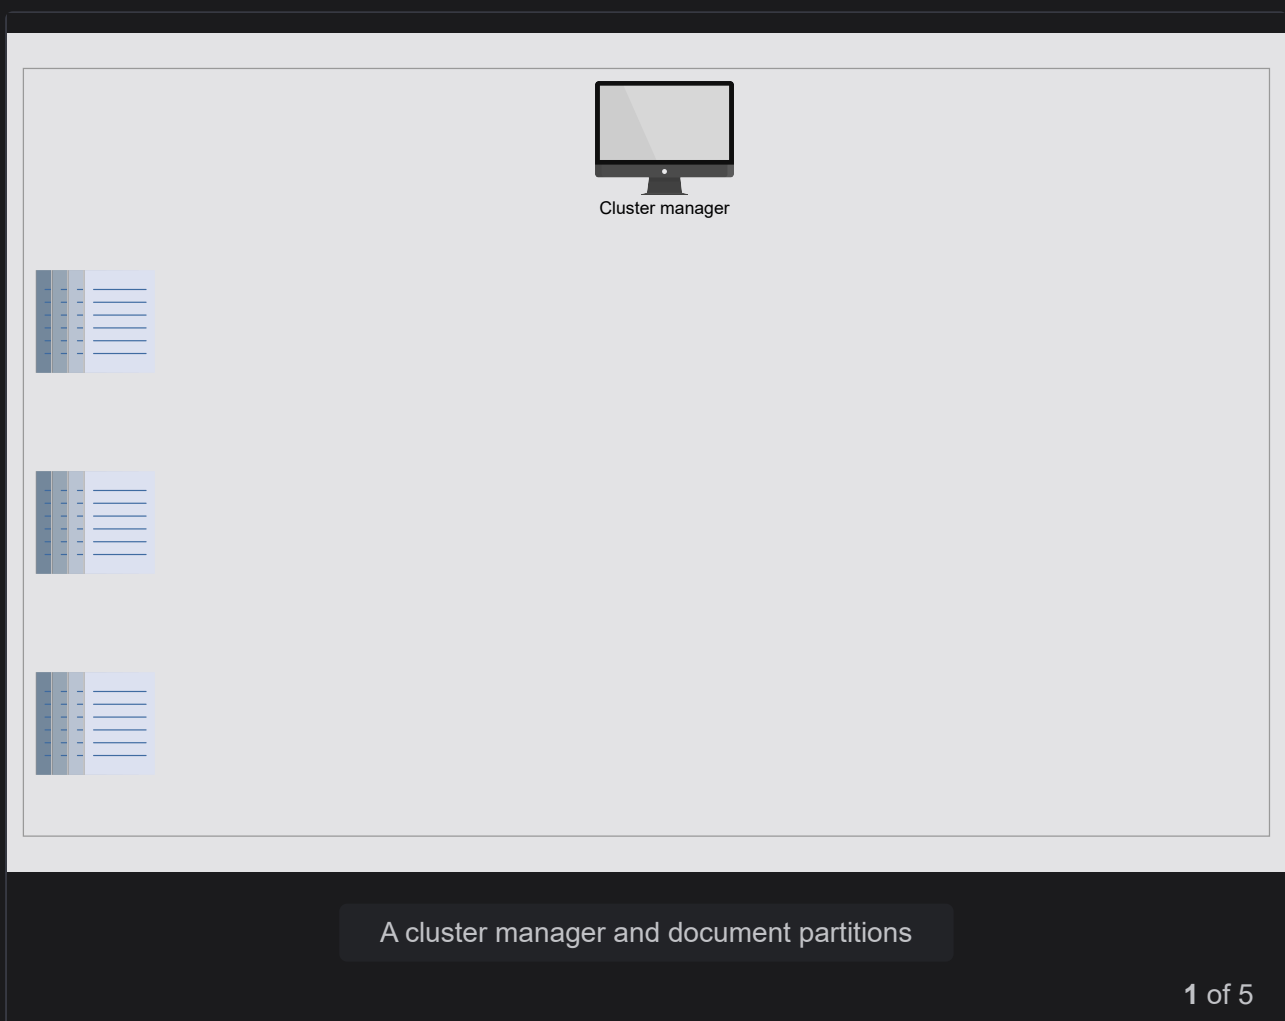 Cluster manager
A cluster manager and document partitions
1 of 5